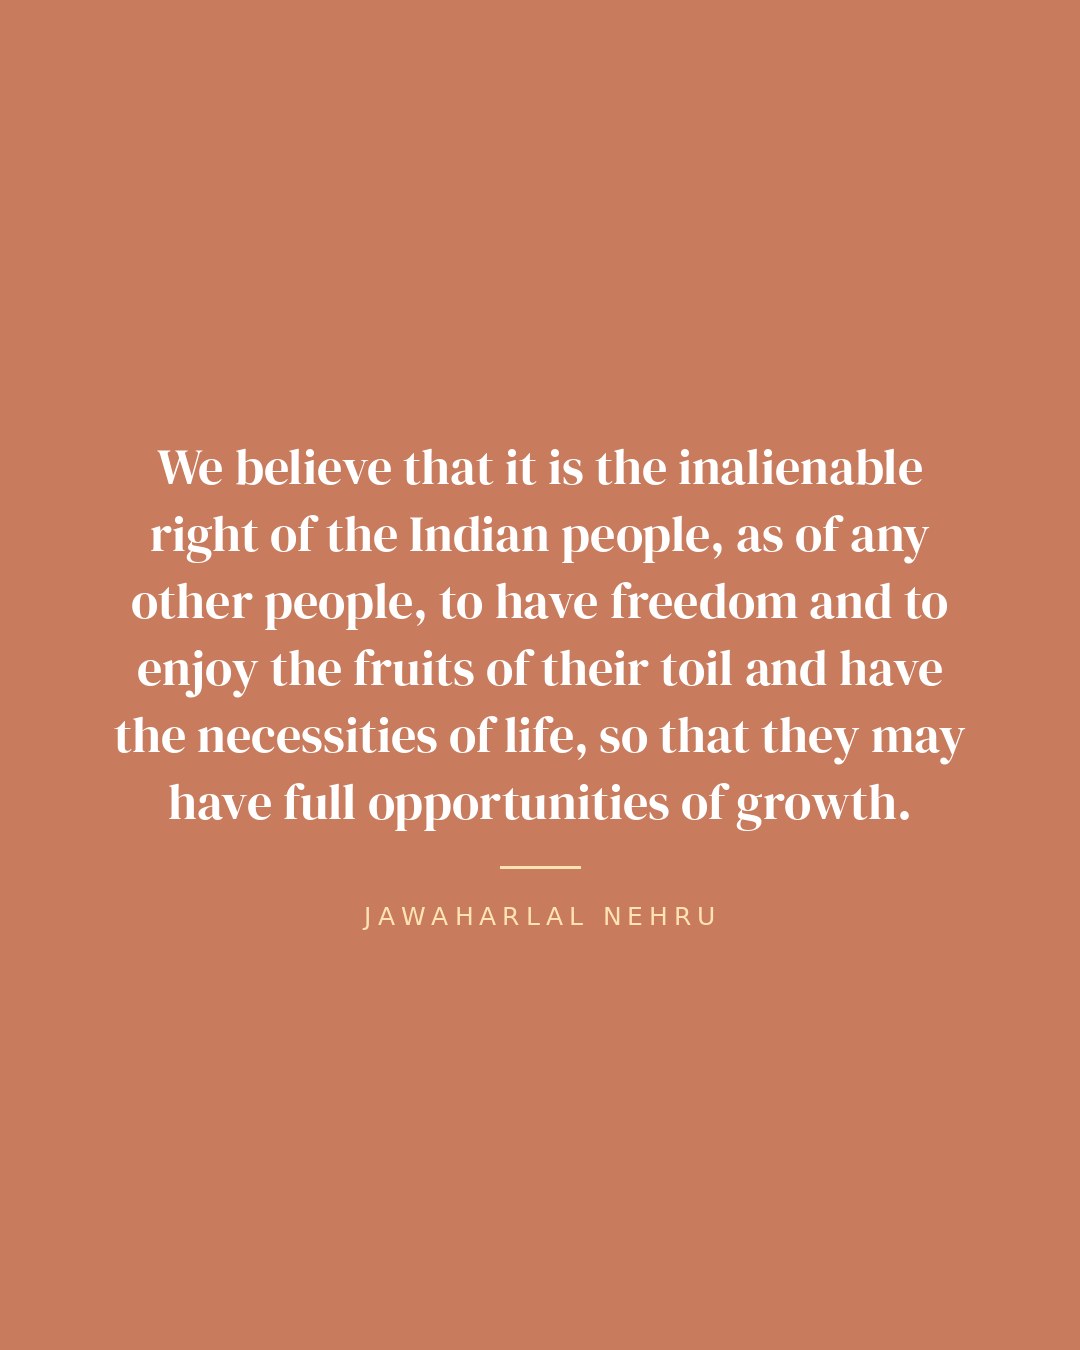 We believe that it is the inalienable
right of the Indian people, as of any
other people, to have freedom and to
enjoy the fruits of their toil and have
the necessities of life, so that they may
have full opportunities of growth.
JAWAHARLAL NEHRU